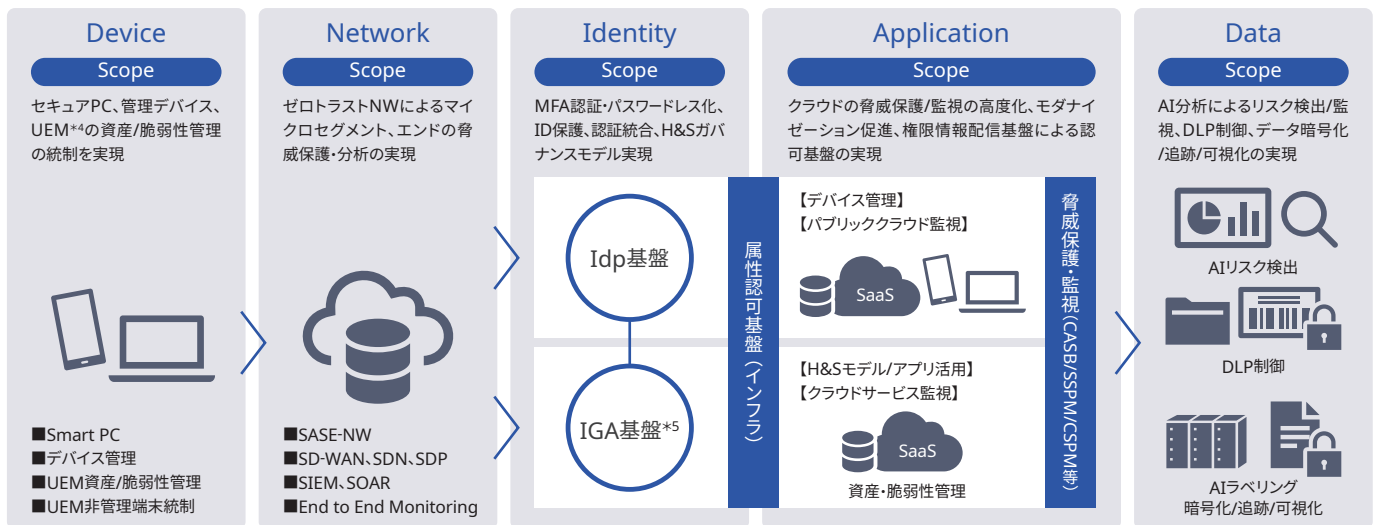 Device
Scope
セキュアPC、管理デバイス、
UEM*4の資産/脆弱性管理
の統制を実現
■Smart PC
■デバイス管理
■UEM資産/脆弱性管理
■UEM非管理端末統制
Network
Scope
ゼロトラストNWによるマイ
クロセグメント、エンドの脅
威保護・分析の実現
■SASE-NW
■SD-WAN、SDN、SDP
■SIEM、SOAR
■End to End Monitoring
Identity
Scope
MFA認証・パスワードレス化、
ID保護、認証統合、H&Sガバ
ナンスモデル実現
Idp基盤
IGA基盤*5
属性認可基盤（インフラ）
Application
Scope
クラウドの脅威保護/監視の高度化、モダナイ
ゼーション促進、権限情報配信基盤による認
可基盤の実現
【デバイス管理】
【パブリッククラウド監視】
SaaS
【H&Sモデル/アプリ活用】
【クラウドサービス監視】
SaaS
資産・脆弱性管理
脅威保護・監視（CASB/SSPM/CSPM等）
Data
Scope
AI分析によるリスク検出/監
視、DLP制御、データ暗号化
/追跡/可視化の実現
AIリスク検出
DLP制御
AIラベリング
暗号化/追跡/可視化